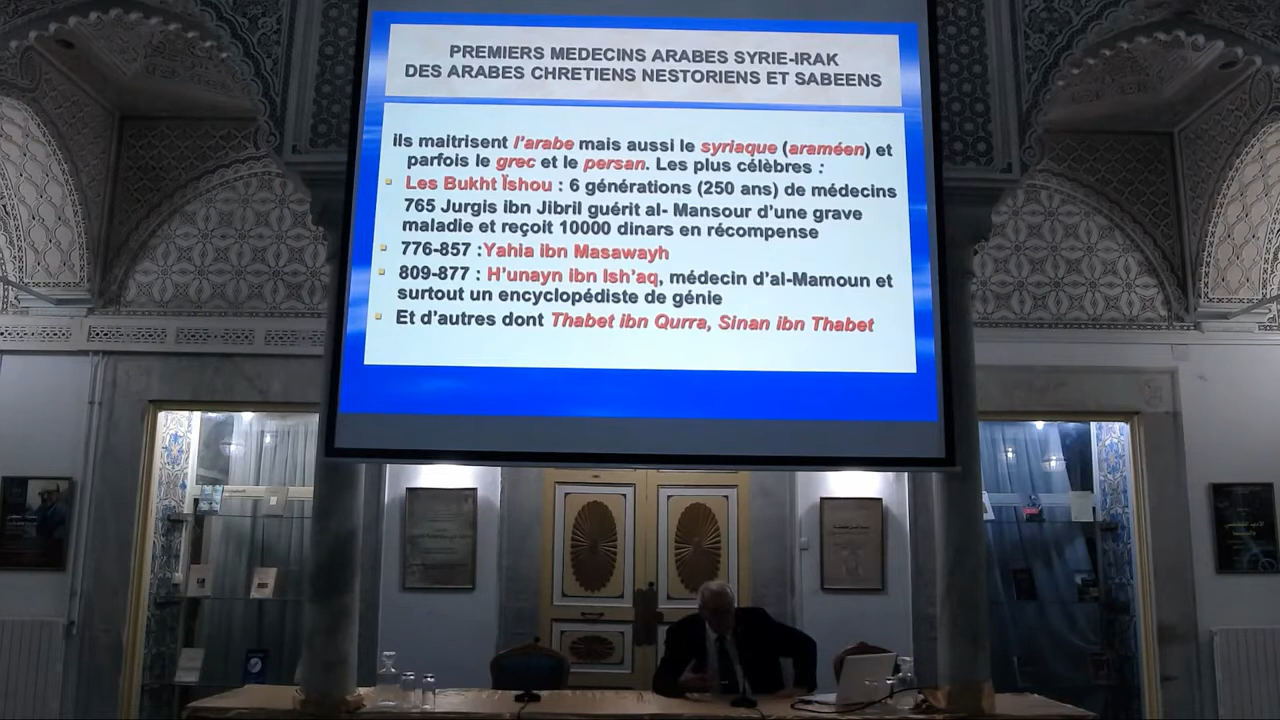 PREMIERS MEDECINS ARABES SYRIE-IRAK
DES ARABES CHRETIENS NESTORIENS ET SABEENS
ils maitrisent l'arabe mais aussi le syriaque (araméen) et
parfois le grec et le persan. Les plus célèbres :
Les Bukht Ïshou : 6 générations (250 ans) de médecins
765 Jurgis ibn Jibril guérit al- Mansour d'une grave
maladie et reçoit 10000 dinars en récompense
776-857 :Yahia ibn Masawayh
809-877 : H'unayn ibn Ish'aq, médecin d'al-Mamoun et
surtout un encyclopédiste de génie
Et d'autres dont Thabet ibn Qurra, Sinan ibn Thabet